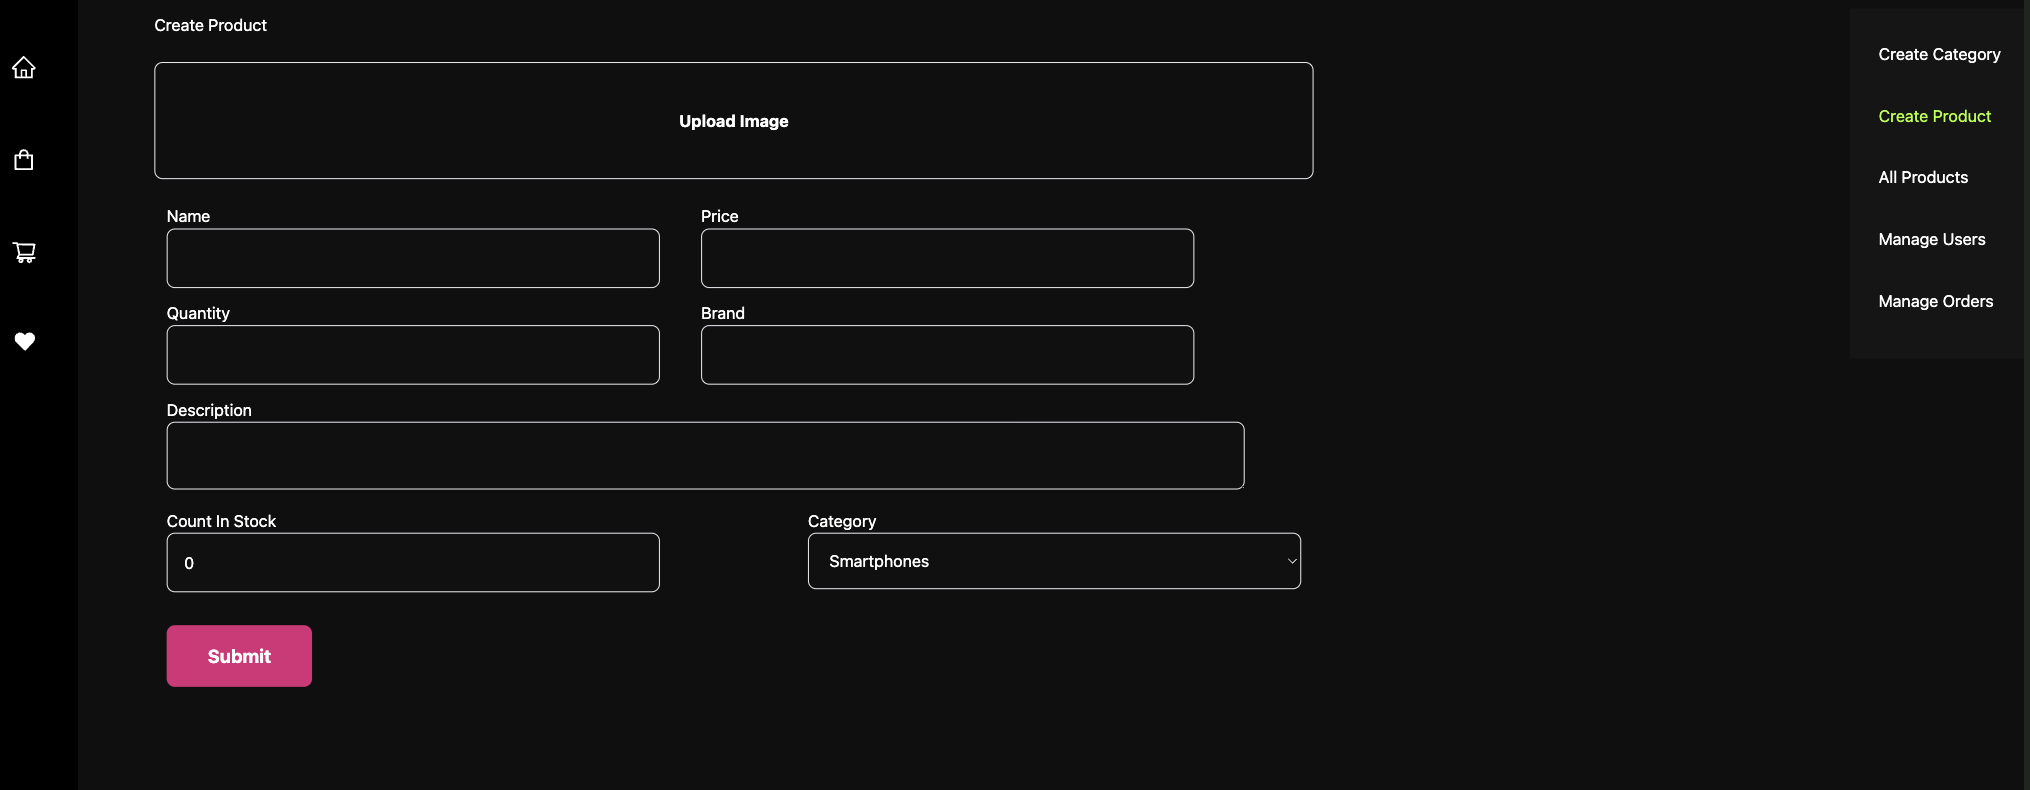 Create Product
Upload Image
Name
Price
Quantity
Brand
Description
Count In Stock
Category
0
Smartphones
Submit
Create Category
Create Product
All Products
Manage Users
Manage Orders